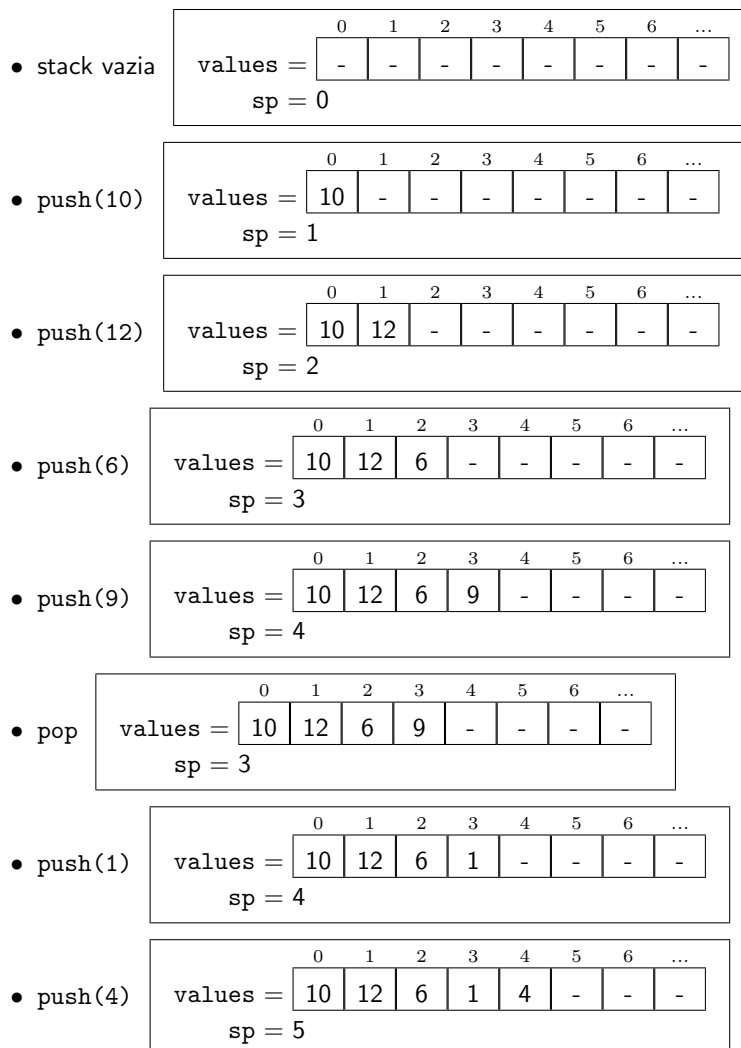 0 1 2 3 4 5 6 ...
• stack vazia values = - - - - - - - -
sp = 0
0 1 2 3 4 5 6 ...
• push(10) values = 10 - - - - - - -
sp = 1
0 1 2 3 4 5 6 ...
• push(12) values = 10 12 - - - - - -
sp = 2
0 1 2 3 4 5 6 ...
• push(6) values = 10 12 6 - - - - -
sp = 3
0 1 2 3 4 5 6 ...
• push(9) values = 10 12 6 9 - - - -
sp = 4
0 1 2 3 4 5 6 ...
• pop values = 10 12 6 9 - - - -
sp = 3
0 1 2 3 4 5 6 ...
• push(1) values = 10 12 6 1 - - - -
sp = 4
0 1 2 3 4 5 6 ...
• push(4) values = 10 12 6 1 4 - - -
sp = 5